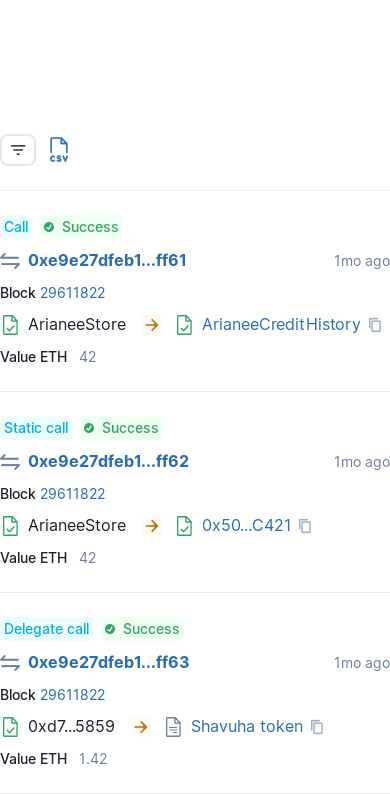 CSV
Call Success
0xe9e27dfeb1...ff61 1mo ago
Block 29611822
ArianeeStore ArianeeCreditHistory
Value ETH 42
Static call Success
0xe9e27dfeb1...ff62 1mo ago
Block 29611822
ArianeeStore 0x50...C421
Value ETH 42
Delegate call Success
0xe9e27dfeb1...ff63 1mo ago
Block 29611822
0xd7...5859 Shavuha token
Value ETH 1.42